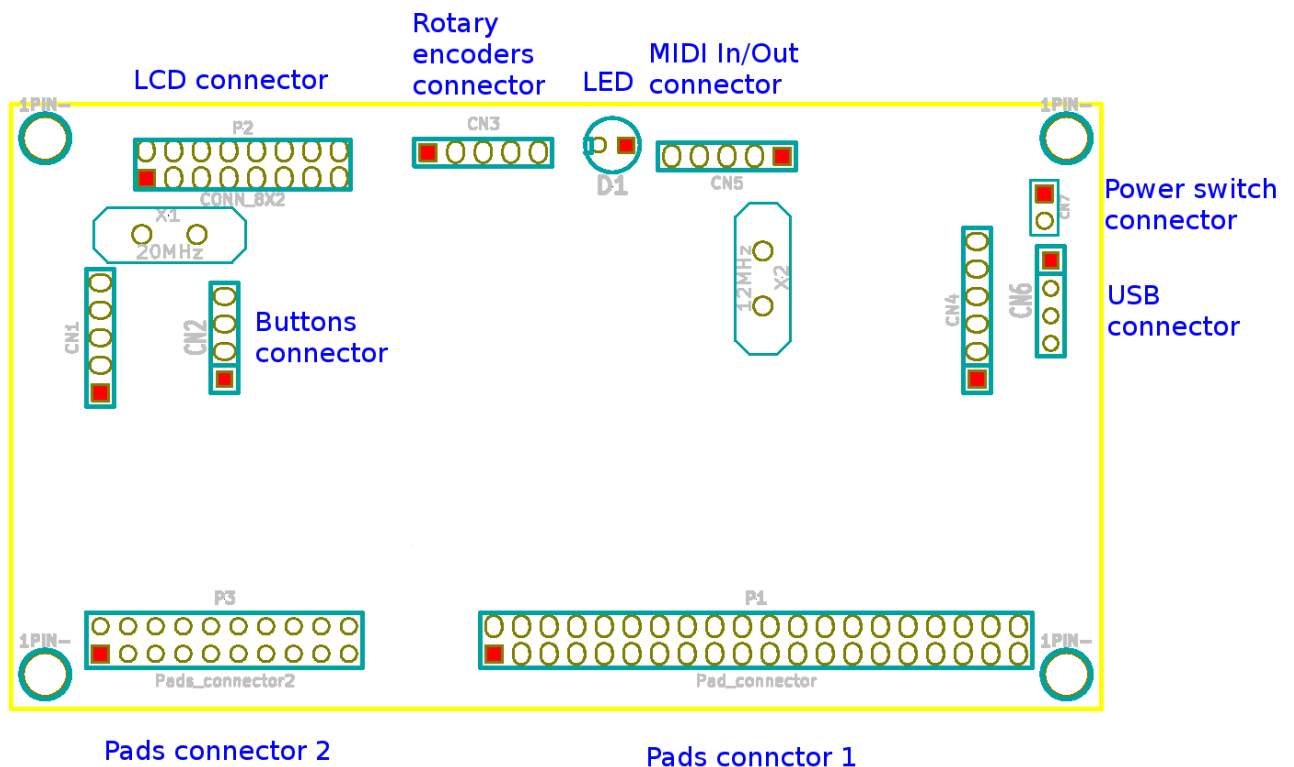 Rotary
encoders
connector
MIDI In/Out
connector
LCD connector
LED
1PIN-
1PIN-
P2
CN3
D1
CN5
CONN_8X2
X1
20MHz
Power switch
connector
CN7
12MHz
X2
CN1
CN2
Buttons
connector
CN4
CN6
USB
connector
P3
P1
1PIN-
1PIN-
Pads_connector2
Pad_connector
Pads connector 2
Pads connctor 1